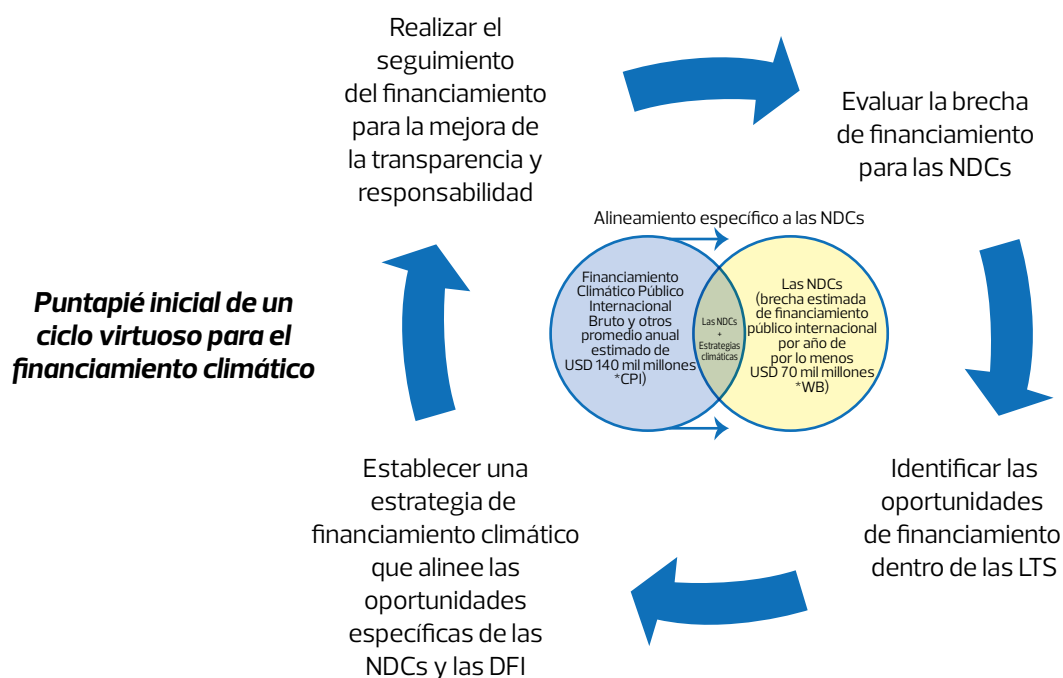 Realizar el
seguimiento
del financiamiento
para la mejora de
la transparencia y
responsabilidad
Evaluar la brecha
de financiamiento
para las NDCs
Alineamiento específico a las NDCs
Financiamiento
Climático Público
Internacional
Bruto y otros
promedio anual
estimado de
USD 140 mil millones
*CPI)
Las NDCs
+
Estrategias
climáticas
Las NDCs
(brecha estimada
de financiamiento
público internacional
por año de
por lo menos
USD 70 mil millones
*WB)
Puntapié inicial de un
ciclo virtuoso para el
financiamiento climático
Establecer una
estrategia de
financiamiento climático
que alinee las
oportunidades
específicas de las
NDCs y las DFI
Identificar las
oportunidades
de financiamiento
dentro de las LTS